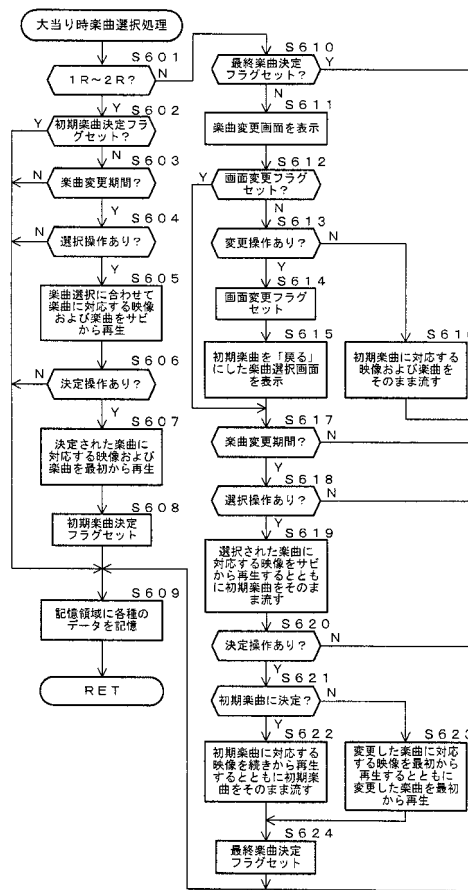 大当り時楽曲選択処理
S601
1R～2R？
N
Y
S602
Y
初期楽曲決定フラ
グセット？
N
S603
N
楽曲変更期間？
Y
S604
N
選択操作あり？
Y
S605
楽曲選択に合わせて
楽曲に対応する映像
および楽曲をサビ
から再生
S606
N
決定操作あり？
Y
S607
決定された楽曲に
対応する映像および
楽曲を最初から再生
S608
初期楽曲決定
フラグセット
S609
記憶領域に各種の
データを記憶
RET
S610
最終楽曲決定
フラグセット？
Y
N
S611
楽曲変更画面を表示
S612
Y
画面変更フラグ
セット？
N
S613
変更操作あり？
N
Y
S614
画面変更フラグ
セット
S615
初期楽曲を「戻る」
にした楽曲選択画面
を表示
S616
初期楽曲に対応する
映像および楽曲を
そのまま流す
S617
楽曲変更期間？
N
Y
S618
選択操作あり？
N
Y
S619
選択された楽曲に
対応する映像をサビ
から再生するととも
に初期楽曲をそのま
ま流す
S620
決定操作あり？
N
Y
S621
初期楽曲に決定？
N
Y
S622
初期楽曲に対応する
映像を続きから再生
するとともに初期楽
曲をそのまま流す
S623
変更した楽曲に対応
する映像を最初から
再生するとともに
変更した楽曲を最初
から再生
S624
最終楽曲決定
フラグセット